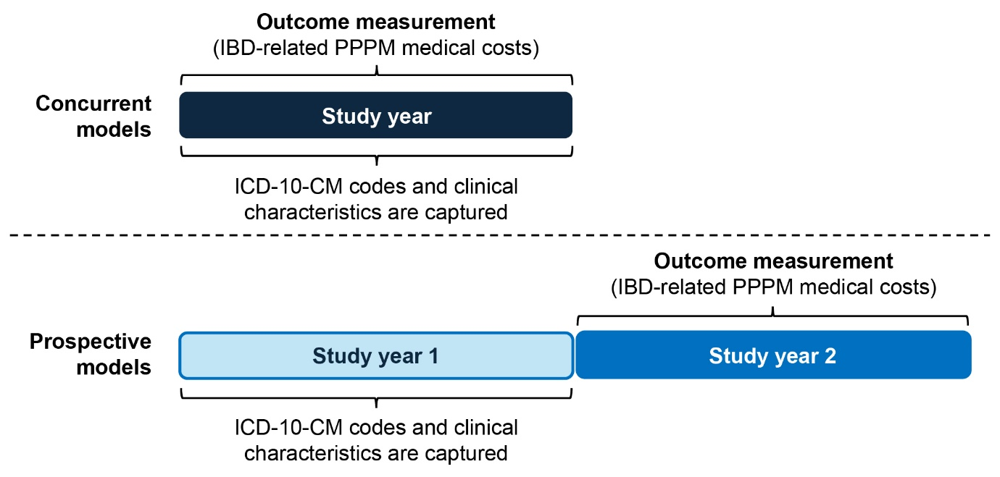 Outcome measurement
(IBD-related PPPM medical costs)
Concurrent
models
Study year
ICD-10-CM codes and clinical
characteristics are captured
Outcome measurement
(IBD-related PPPM medical costs)
Prospective
models
Study year 1
Study year 2
ICD-10-CM codes and clinical
characteristics are captured